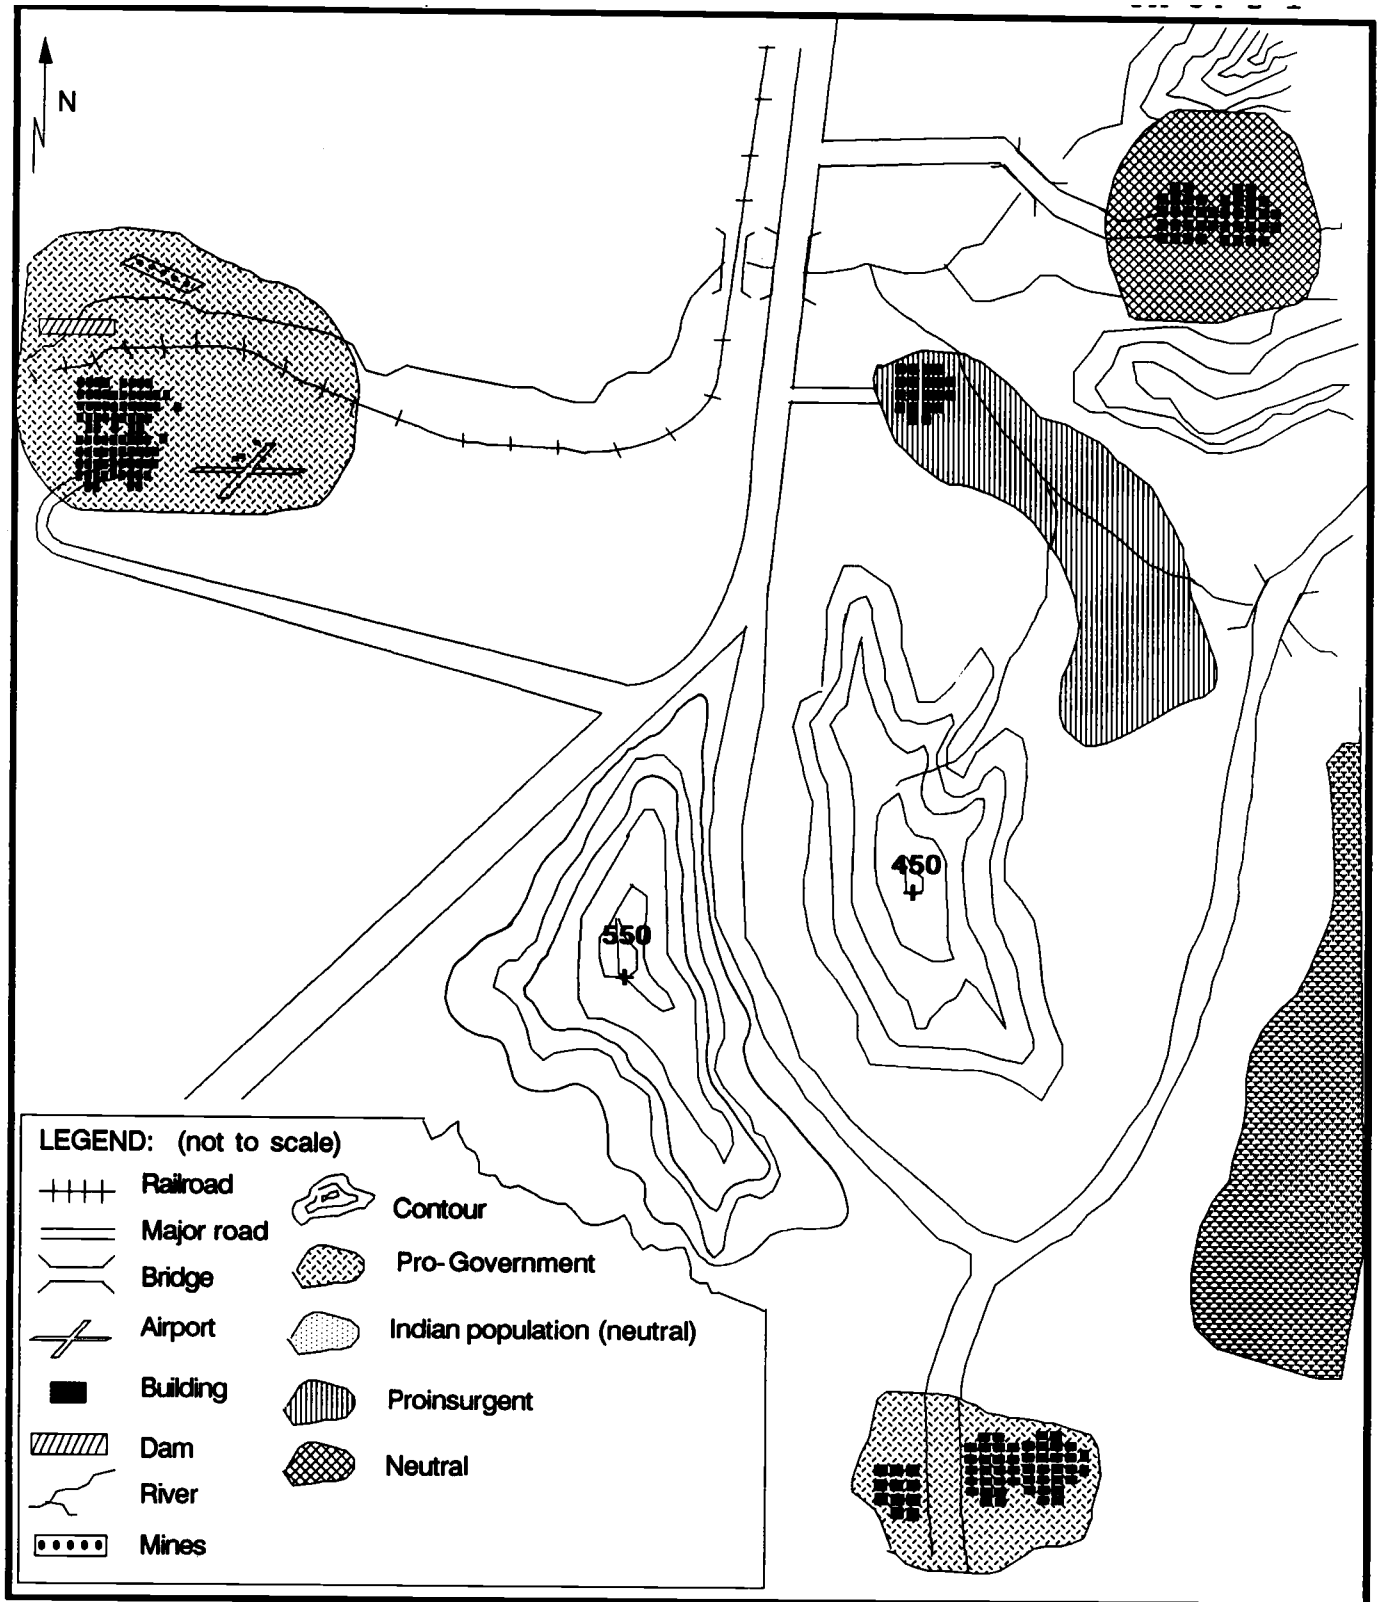 N
450
550
LEGEND: (not to scale)
Railroad
Major road
Bridge
Airport
Building
Dam
River
Mines
Contour
Pro-Government
Indian population (neutral)
Proinsurgent
Neutral